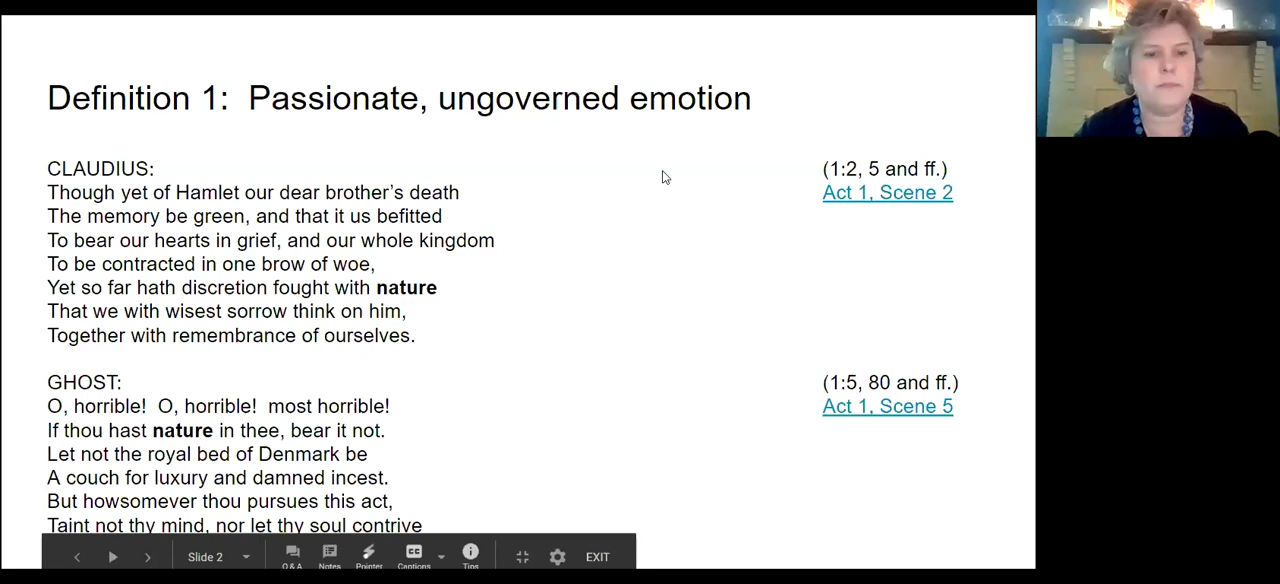 Definition 1:  Passionate, ungoverned emotion
CLAUDIUS:
(1:2, 5 and ff.)
Though yet of Hamlet our dear brother’s death
Act 1, Scene 2
The memory be green, and that it us befitted
To bear our hearts in grief, and our whole kingdom
To be contracted in one brow of woe,
Yet so far hath discretion fought with nature
That we with wisest sorrow think on him,
Together with remembrance of ourselves.
GHOST:
(1:5, 80 and ff.)
O, horrible!  O, horrible!  most horrible!
Act 1, Scene 5
If thou hast nature in thee, bear it not.
Let not the royal bed of Denmark be
A couch for luxury and damned incest.
But howsomever thou pursues this act,
Taint not thy mind, nor let thy soul contrive
Slide 2
Q & A
Notes
Pointer
CC
Captions
Tips
EXIT